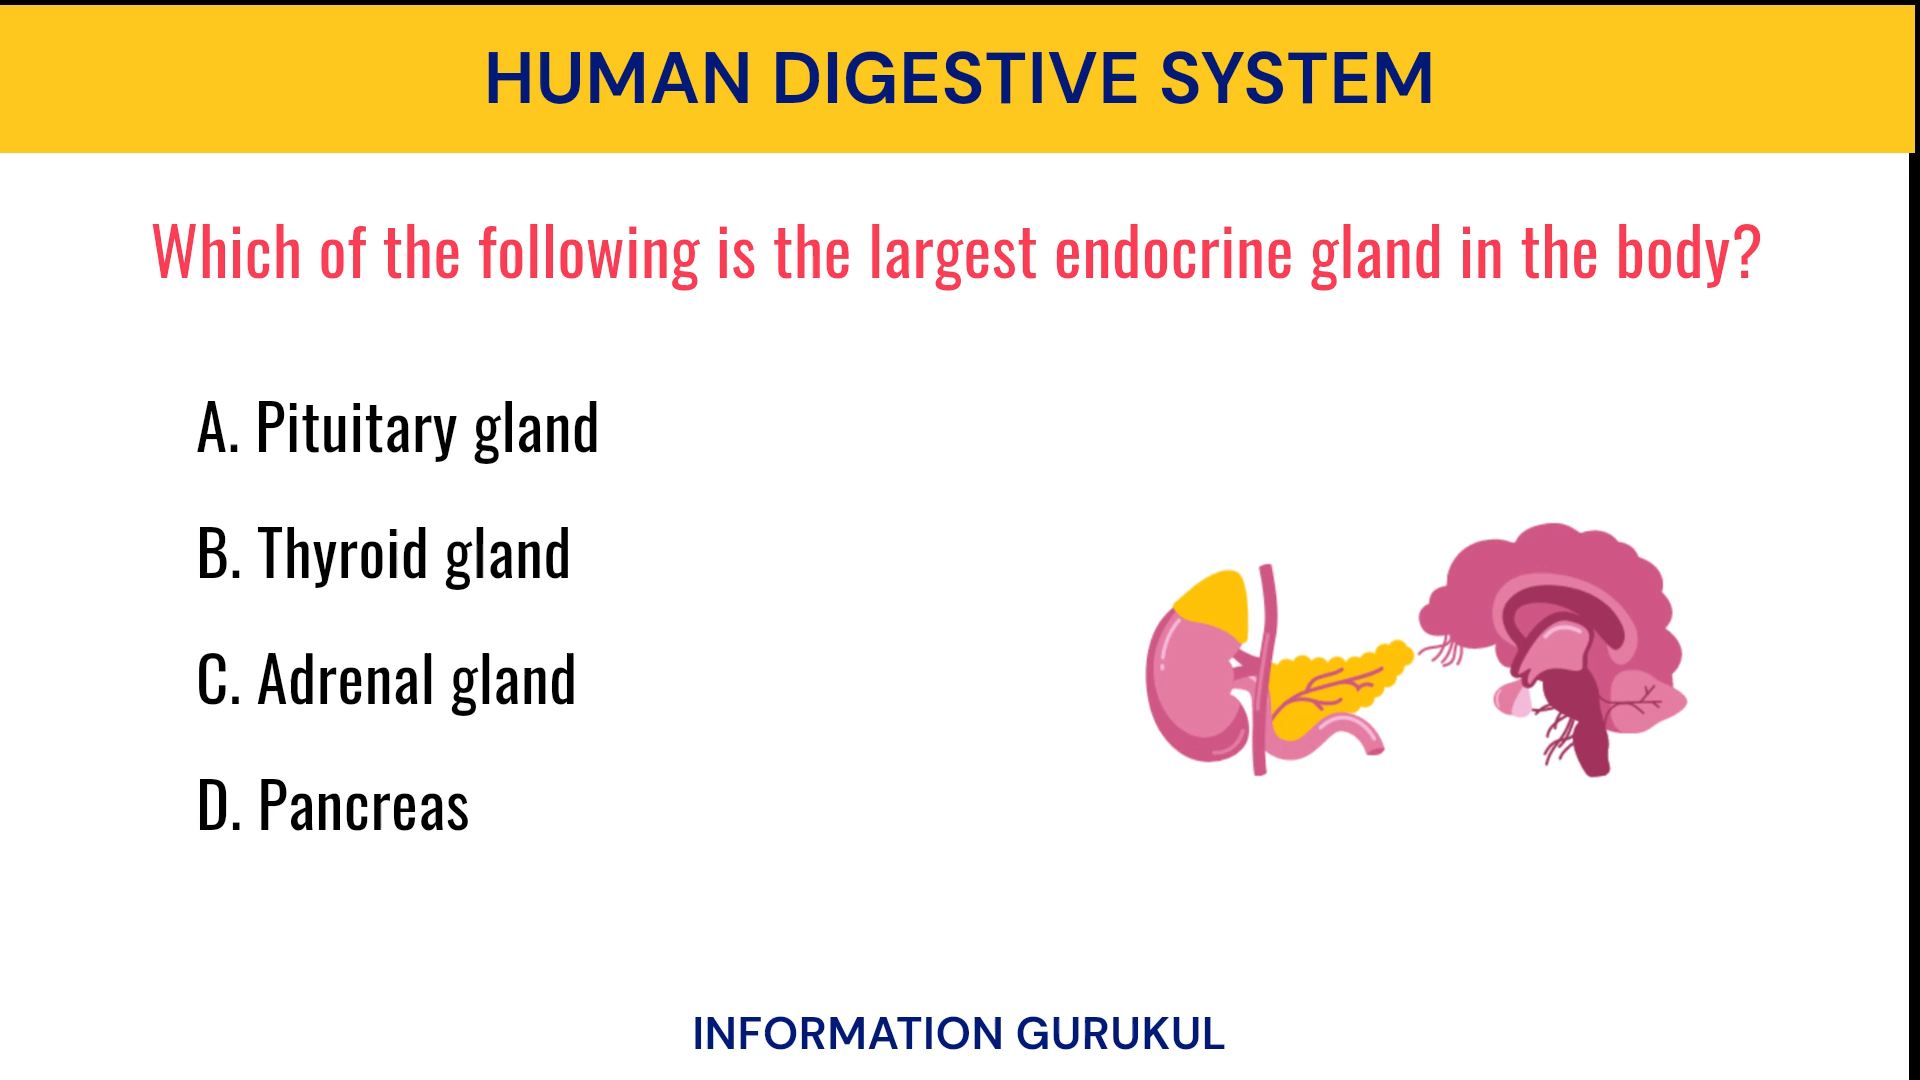 HUMAN DIGESTIVE SYSTEM
Which of the following is the largest endocrine gland in the body?
A. Pituitary gland
B. Thyroid gland
C. Adrenal gland
D. Pancreas
INFORMATION GURUKUL